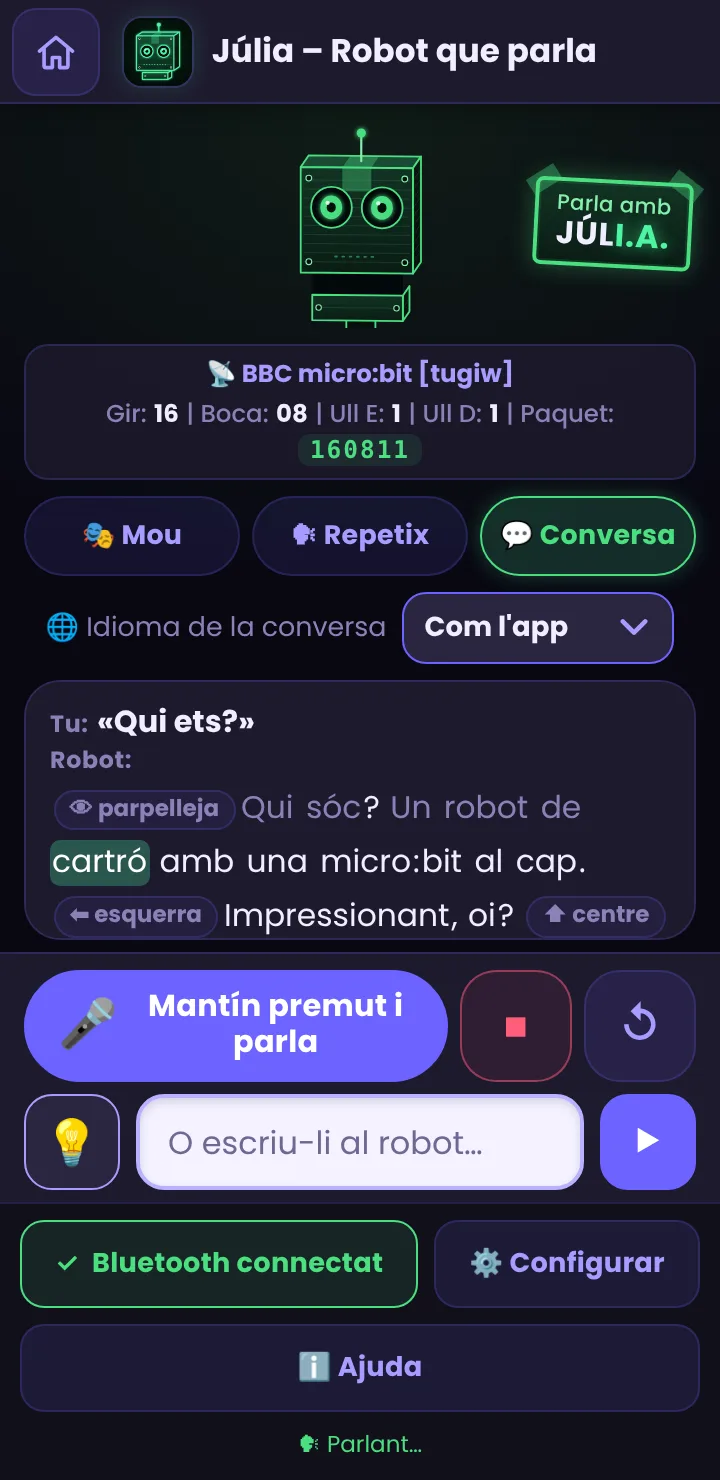 Júlia – Robot que parla
Parla amb
JÚLI.A.
📡 BBC micro:bit [tugiw]
Gir: 16 | Boca: 08 | Ull E: 1 | Ull D: 1 | Paquet:
160811
🎭 Mou
🗣 Repetix
💬 Conversa
🌐 Idioma de la conversa
Com l'app
Tu: «Qui ets?»
Robot:
👁 parpelleja Qui sóc? Un robot de
cartró amb una micro:bit al cap.
⬅ esquerra Impressionant, oi? ⬆ centre
🎤 Mantín premut i
parla
O escriu-li al robot...
✓ Bluetooth connectat
⚙️ Configurar
ℹ️ Ajuda
🗣 Parlant...